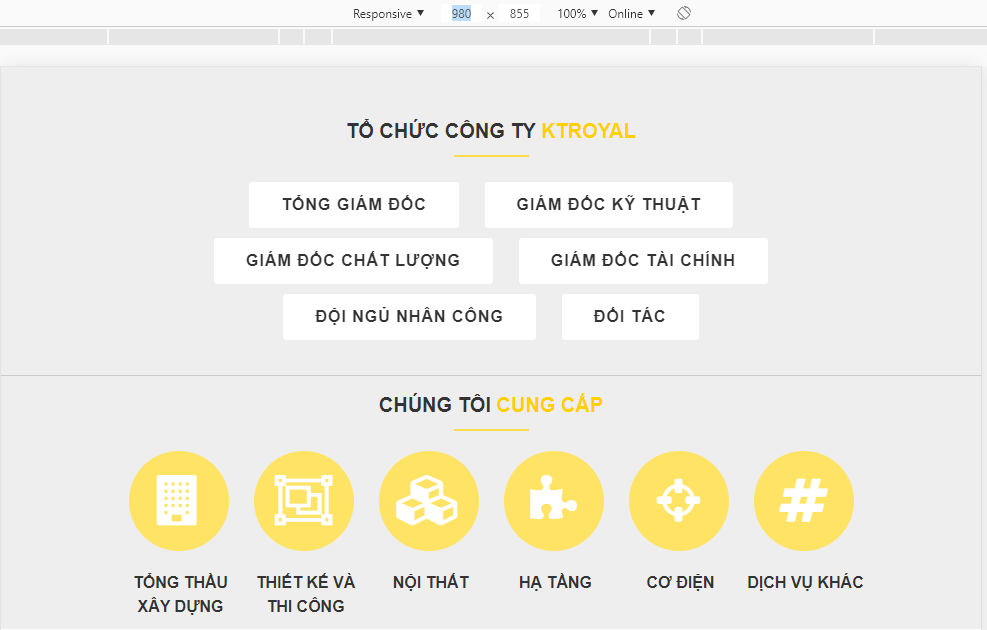 Responsive ▼ 980 × 855 100% ▼ Online ▼
TỔ CHỨC CÔNG TY KTROYAL
TỔNG GIÁM ĐỐC GIÁM ĐỐC KỸ THUẬT
GIÁM ĐỐC CHẤT LƯỢNG GIÁM ĐỐC TÀI CHÍNH
ĐỘI NGỦ NHÂN CÔNG ĐỐI TÁC
CHÚNG TÔI CUNG CẤP
TỔNG THẦU
XÂY DỰNG
THIẾT KẾ VÀ
THI CÔNG
NỘI THẤT
HẠ TẦNG
CƠ ĐIỆN
DỊCH VỤ KHÁC